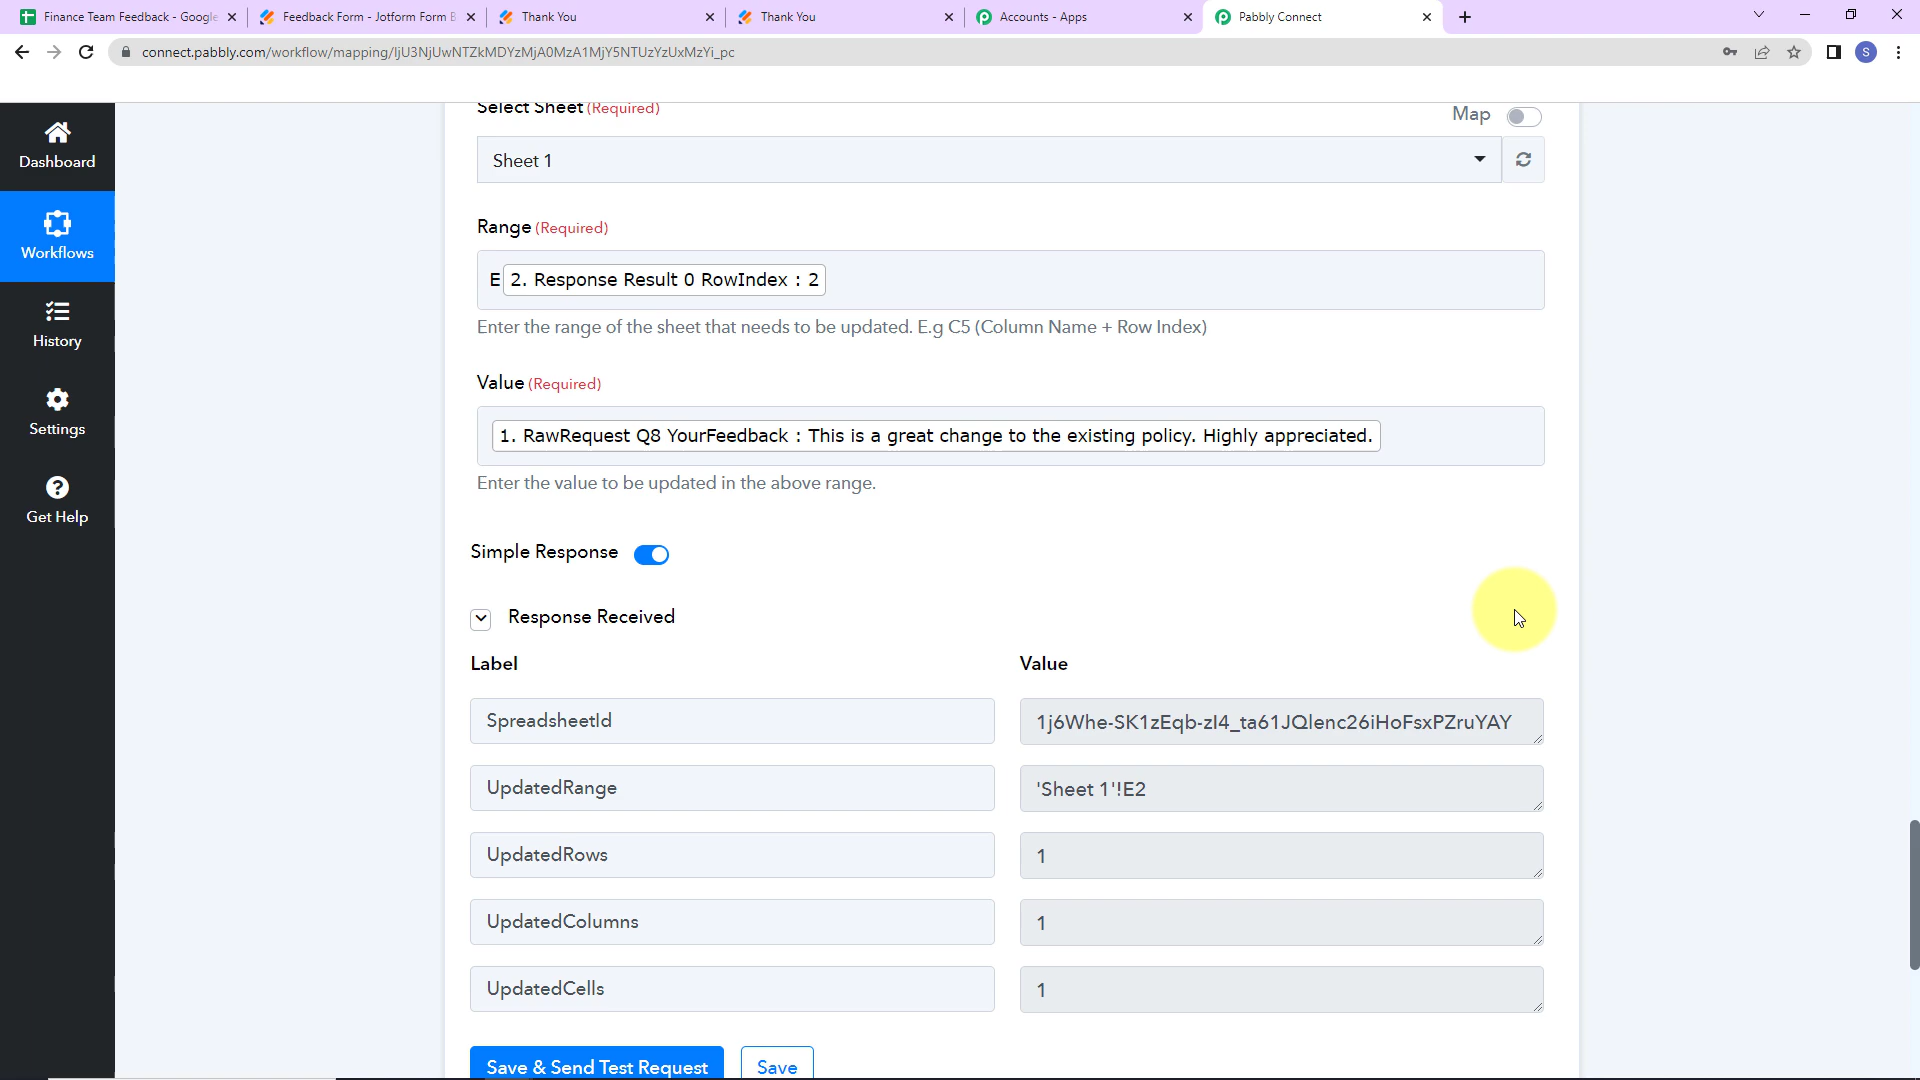 Finance Team Feedback - Google
Feedback Form - Jotform Form B
Thank You
Thank You
Accounts - Apps
Pabbly Connect
connect.pabbly.com/workflow/mapping/IjU3NjUwNTZkMDYzMjA0MzA1MjY5NTUzYzUxMzYi_pc
S
Dashboard
Workflows
History
Settings
Get Help
Select Sheet (Required)
Map
Sheet 1
Range (Required)
E 2. Response Result 0 RowIndex : 2
Enter the range of the sheet that needs to be updated. E.g C5 (Column Name + Row Index)
Value (Required)
1. RawRequest Q8 YourFeedback : This is a great change to the existing policy. Highly appreciated.
Enter the value to be updated in the above range.
Simple Response
Response Received
Label Value
SpreadsheetId 1j6Whe-SK1zEqb-zI4_ta61JQlenc26iHoFsxPZruYAY
UpdatedRange 'Sheet 1'!E2
UpdatedRows 1
UpdatedColumns 1
UpdatedCells 1
Save & Send Test Request Save